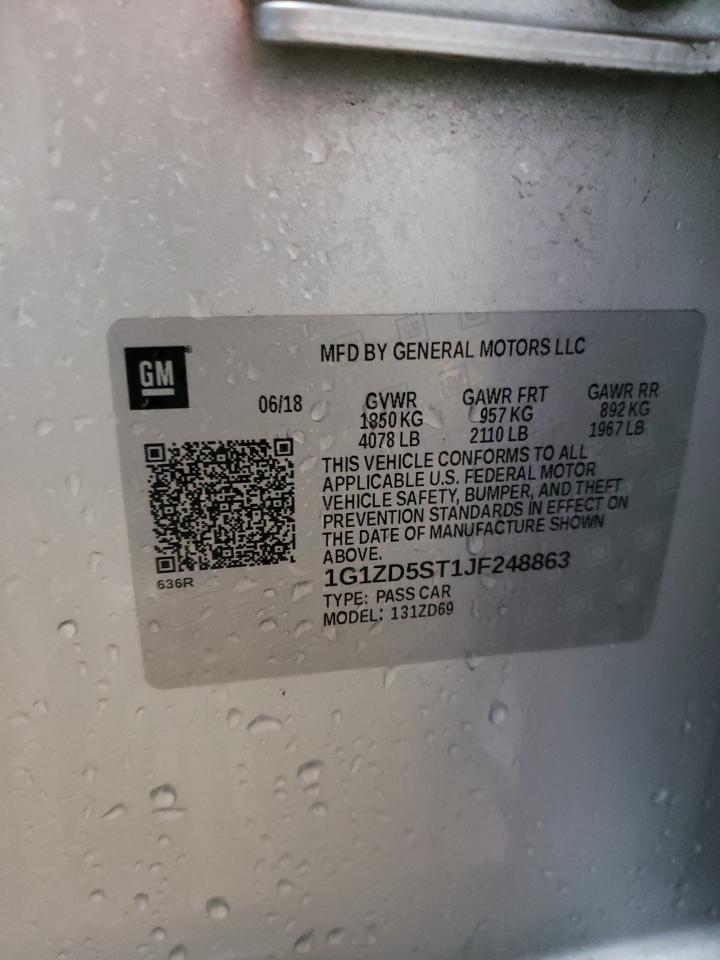 GM
MFD BY GENERAL MOTORS LLC
06/18 GVWR GAWR FRT GAWR RR
1850 KG 957 KG 892 KG
4078 LB 2110 LB 1967 LB
THIS VEHICLE CONFORMS TO ALL
APPLICABLE U.S. FEDERAL MOTOR
VEHICLE SAFETY, BUMPER, AND THEFT
PREVENTION STANDARDS IN EFFECT ON
THE DATE OF MANUFACTURE SHOWN
ABOVE.
636R
1G1ZD5ST1JF248863
TYPE: PASS CAR
MODEL: 131ZD69